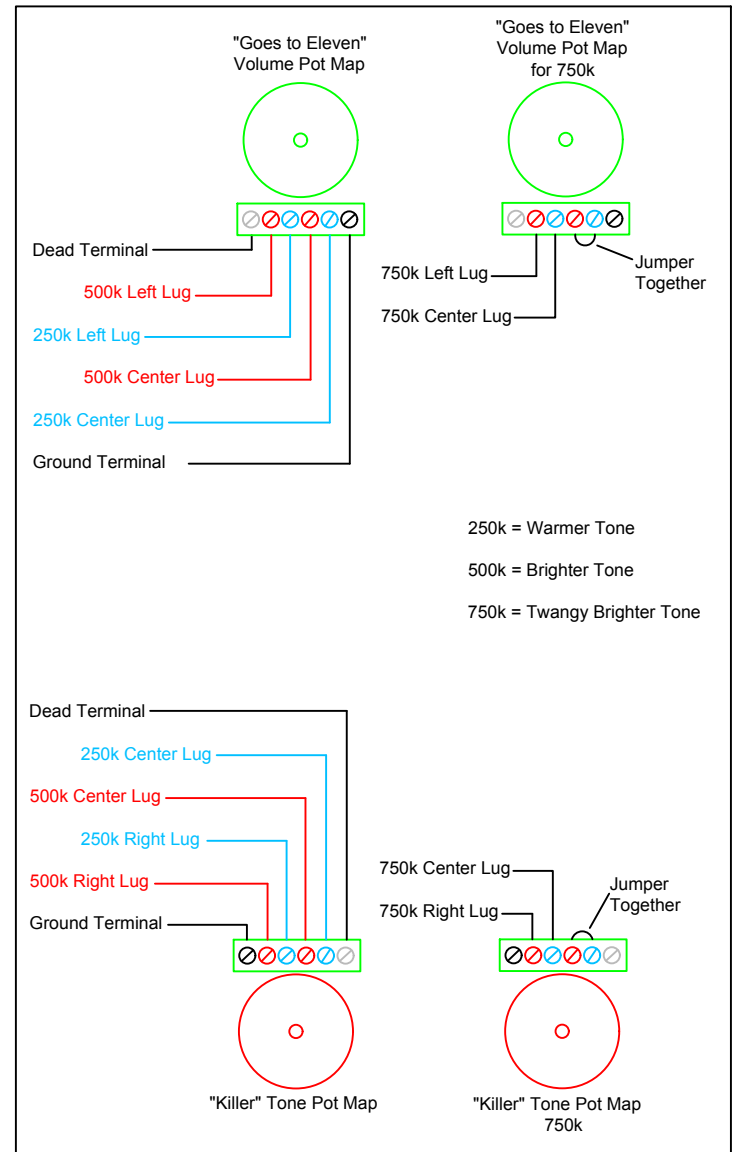 "Goes to Eleven"
Volume Pot Map
"Goes to Eleven"
Volume Pot Map
for 750k
Dead Terminal
500k Left Lug
250k Left Lug
500k Center Lug
250k Center Lug
Ground Terminal
750k Left Lug
750k Center Lug
Jumper
Together
250k = Warmer Tone
500k = Brighter Tone
750k = Twangy Brighter Tone
Dead Terminal
250k Center Lug
500k Center Lug
250k Right Lug
500k Right Lug
Ground Terminal
750k Center Lug
750k Right Lug
Jumper
Together
"Killer" Tone Pot Map
"Killer" Tone Pot Map
750k